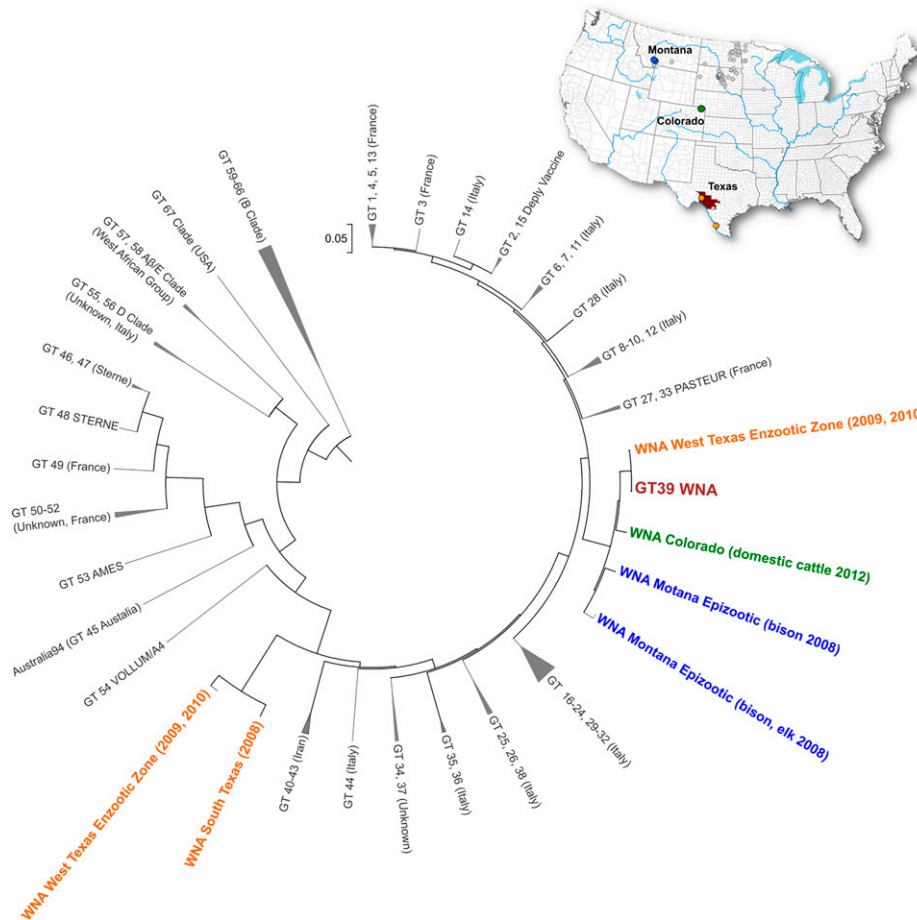 Montana
Colorado
Texas
0.05
GT 1, 4, 5, 13 (France)
GT 3 (France)
GT 14 (Italy)
GT 2, 15 Deply Vaccine
GT 6, 7, 11 (Italy)
GT 28 (Italy)
GT 8-10, 12 (Italy)
GT 27, 33 PASTEUR (France)
WNA West Texas Enzootic Zone (2009, 2010)
GT39 WNA
WNA Colorado (domestic cattle 2012)
WNA Motana Epizootic (bison 2008)
WNA Montana Epizootic (bison, elk 2008)
GT 16-24, 29-32 (Italy)
GT 25, 26, 38 (Italy)
GT 35, 36 (Italy)
GT 34, 37 (Unknown)
GT 44 (Italy)
GT 40-43 (Iran)
WNA South Texas (2008)
WNA West Texas Enzootic Zone (2009, 2010)
GT 54 VOLLUM/A4
Australia94 (GT 45 Austalia)
GT 53 AMES
GT 50-52
(Unknown, France)
GT 49 (France)
GT 48 STERNE
GT 46, 47 (Sterne)
GT 55, 56 D Clade
(Unknown, Italy)
GT 57, 58 Aβ/E Clade
(West African Group)
GT 67 Clade (USA)
GT 59-66 (B Clade)